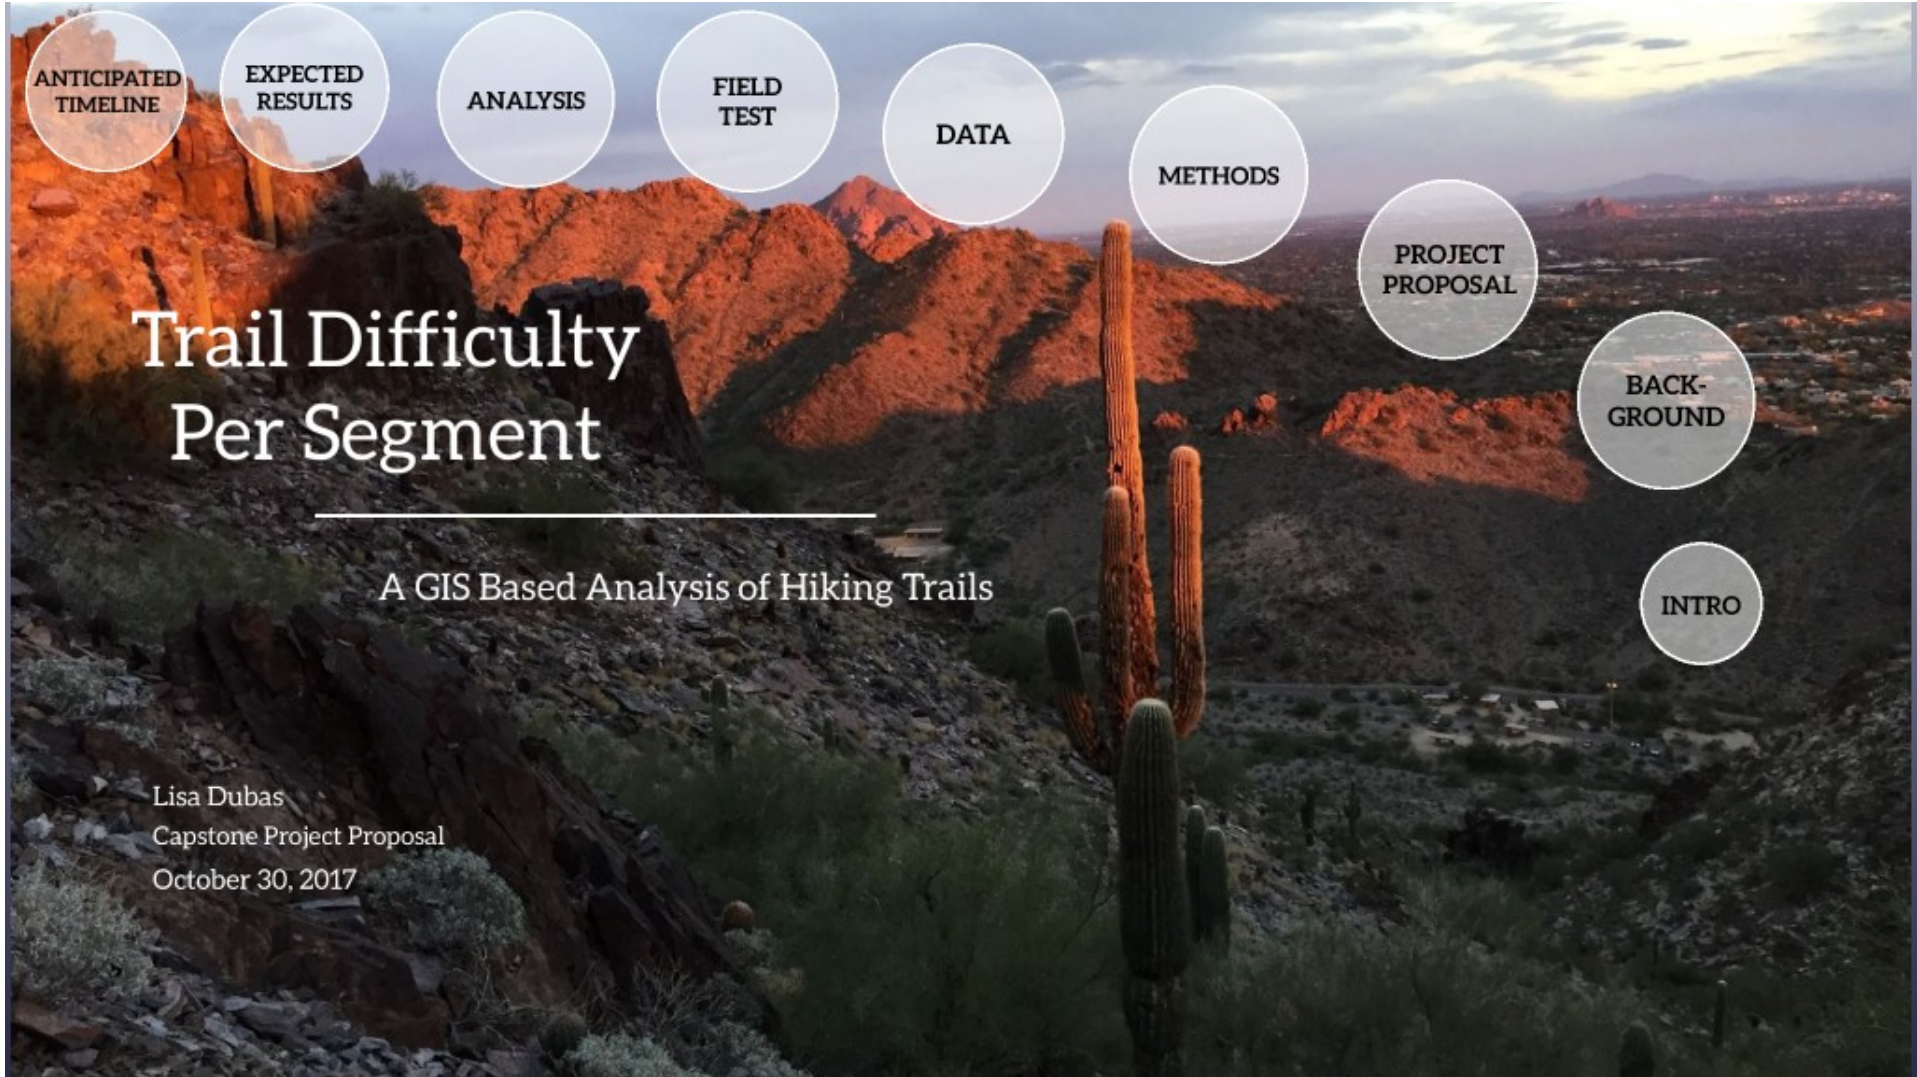 ANTICIPATED
TIMELINE
EXPECTED
RESULTS
ANALYSIS
FIELD
TEST
DATA
METHODS
PROJECT
PROPOSAL
BACK-
GROUND
INTRO
Trail Difficulty
Per Segment
A GIS Based Analysis of Hiking Trails
Lisa Dubas
Capstone Project Proposal
October 30, 2017